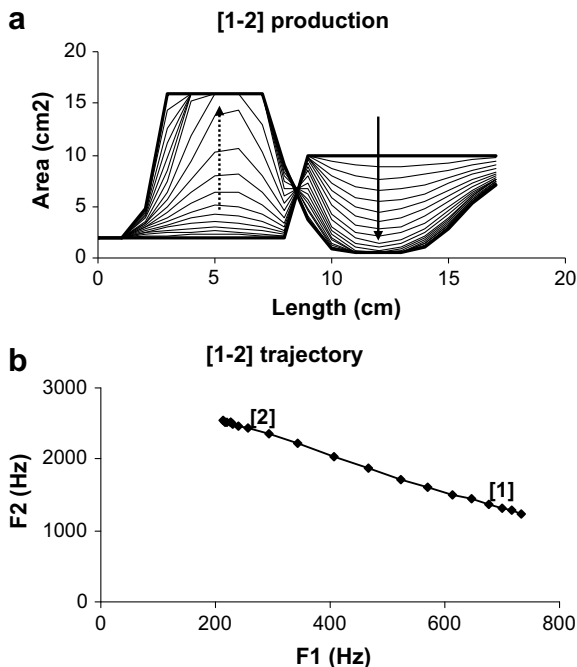 a
[1-2] production
20
15
10
5
0
Area (cm2)
0 5 10 15 20
Length (cm)
b
[1-2] trajectory
3000
2000
1000
0
F2 (Hz)
[2]
[1]
0 200 400 600 800
F1 (Hz)